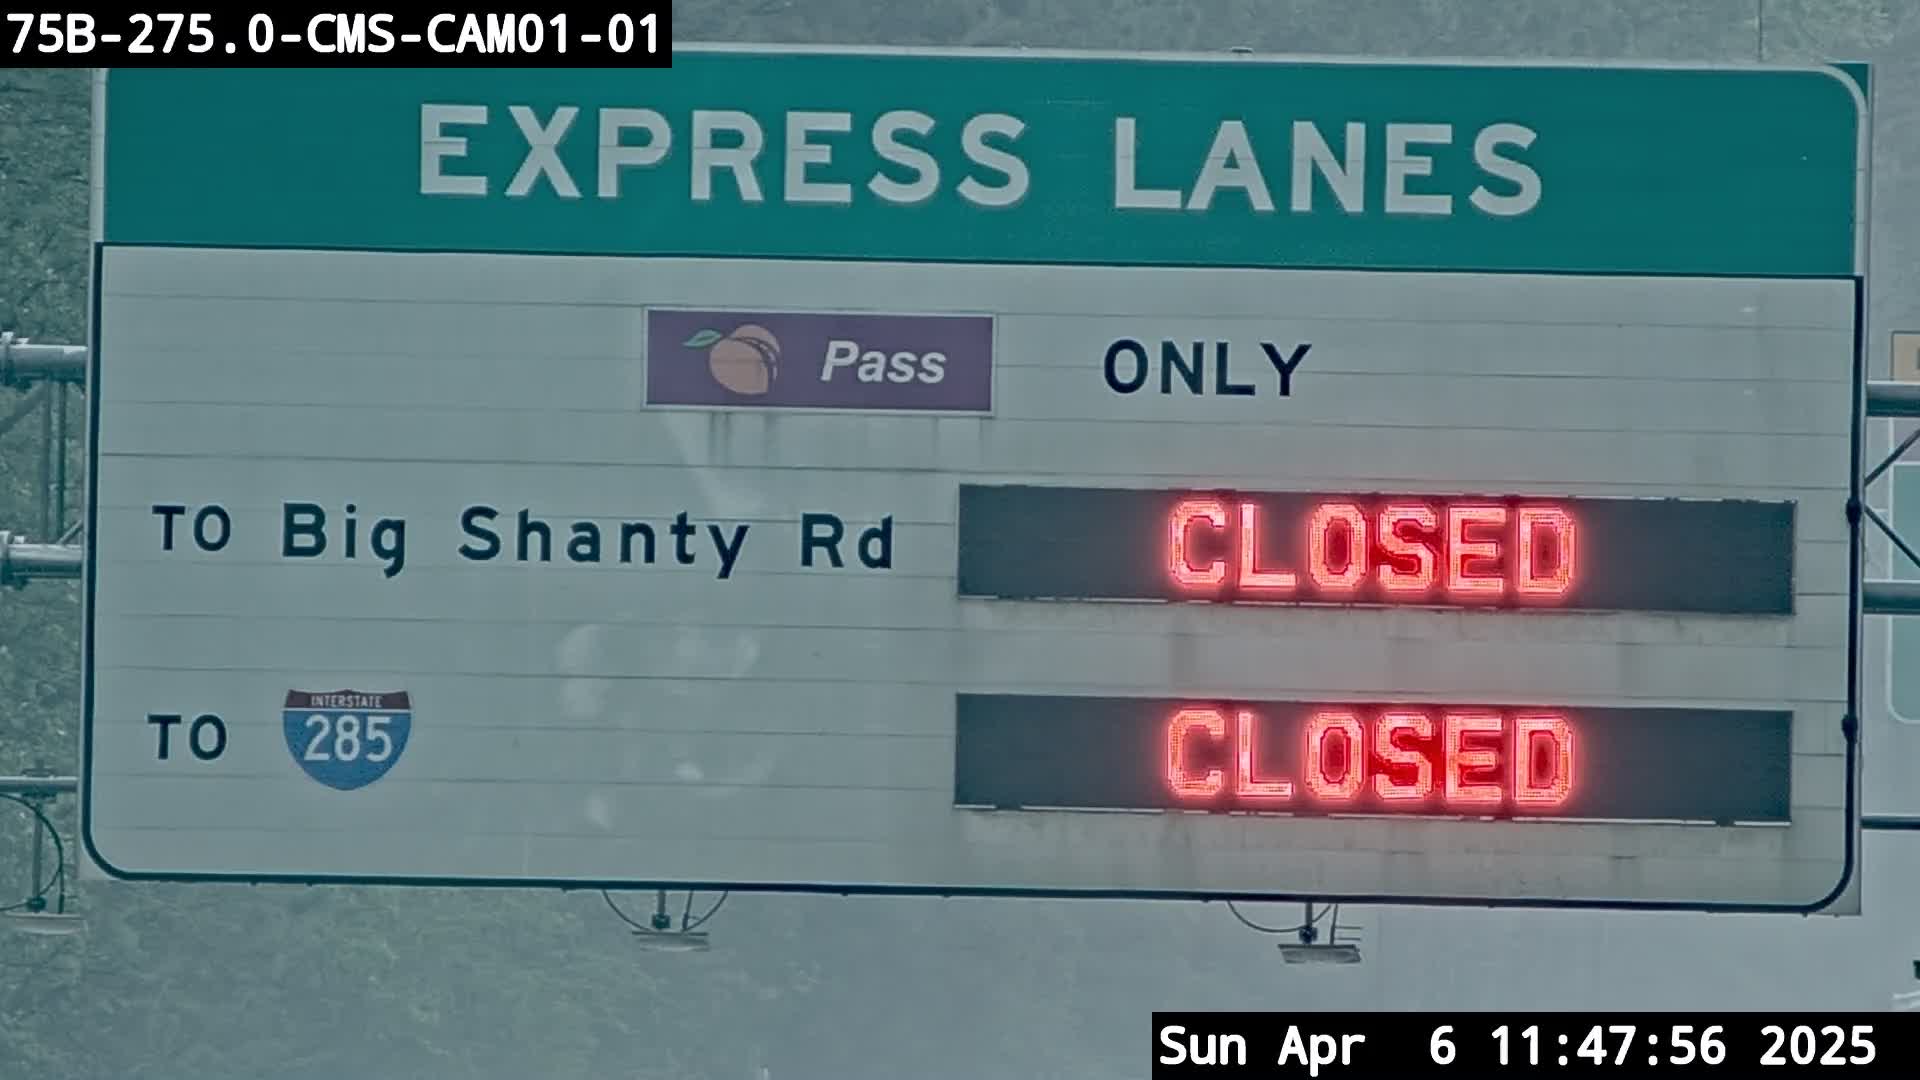 75B-275.0-CMS-CAM01-01
EXPRESS LANES
Pass ONLY
TO Big Shanty Rd CLOSED
TO INTERSTATE 285 CLOSED
Sun Apr 6 11:47:56 2025